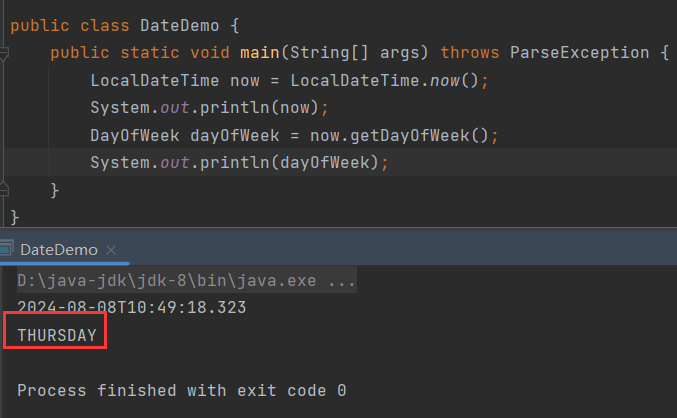 public class DateDemo {
public static void main(String[] args) throws ParseException {
LocalDateTime now = LocalDateTime.now();
System.out.println(now);
DayOfWeek dayOfWeek = now.getDayOfWeek();
System.out.println(dayOfWeek);
}
}
DateDemo ×
D:\java-jdk\jdk-8\bin\java.exe ...
2024-08-08T10:49:18.323
THURSDAY
Process finished with exit code 0